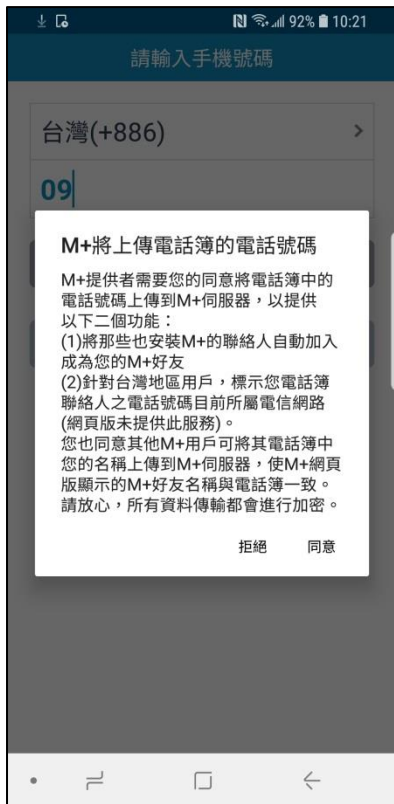 92% 10:21
請輸入手機號碼
台灣(+886)
09
M+將上傳電話簿的電話號碼
M+提供者需要您的同意將電話簿中的
電話號碼上傳到M+伺服器，以提供
以下二個功能：
(1)將那些也安裝M+的聯絡人自動加入
成為您的M+好友
(2)針對台灣地區用戶，標示您電話簿
聯絡人之電話號碼目前所屬電信網路
(網頁版未提供此服務)。
您也同意其他M+用戶可將其電話簿中
您的名稱上傳到M+伺服器，使M+網頁
版顯示的M+好友名稱與電話簿一致。
請放心，所有資料傳輸都會進行加密。
拒絕 同意